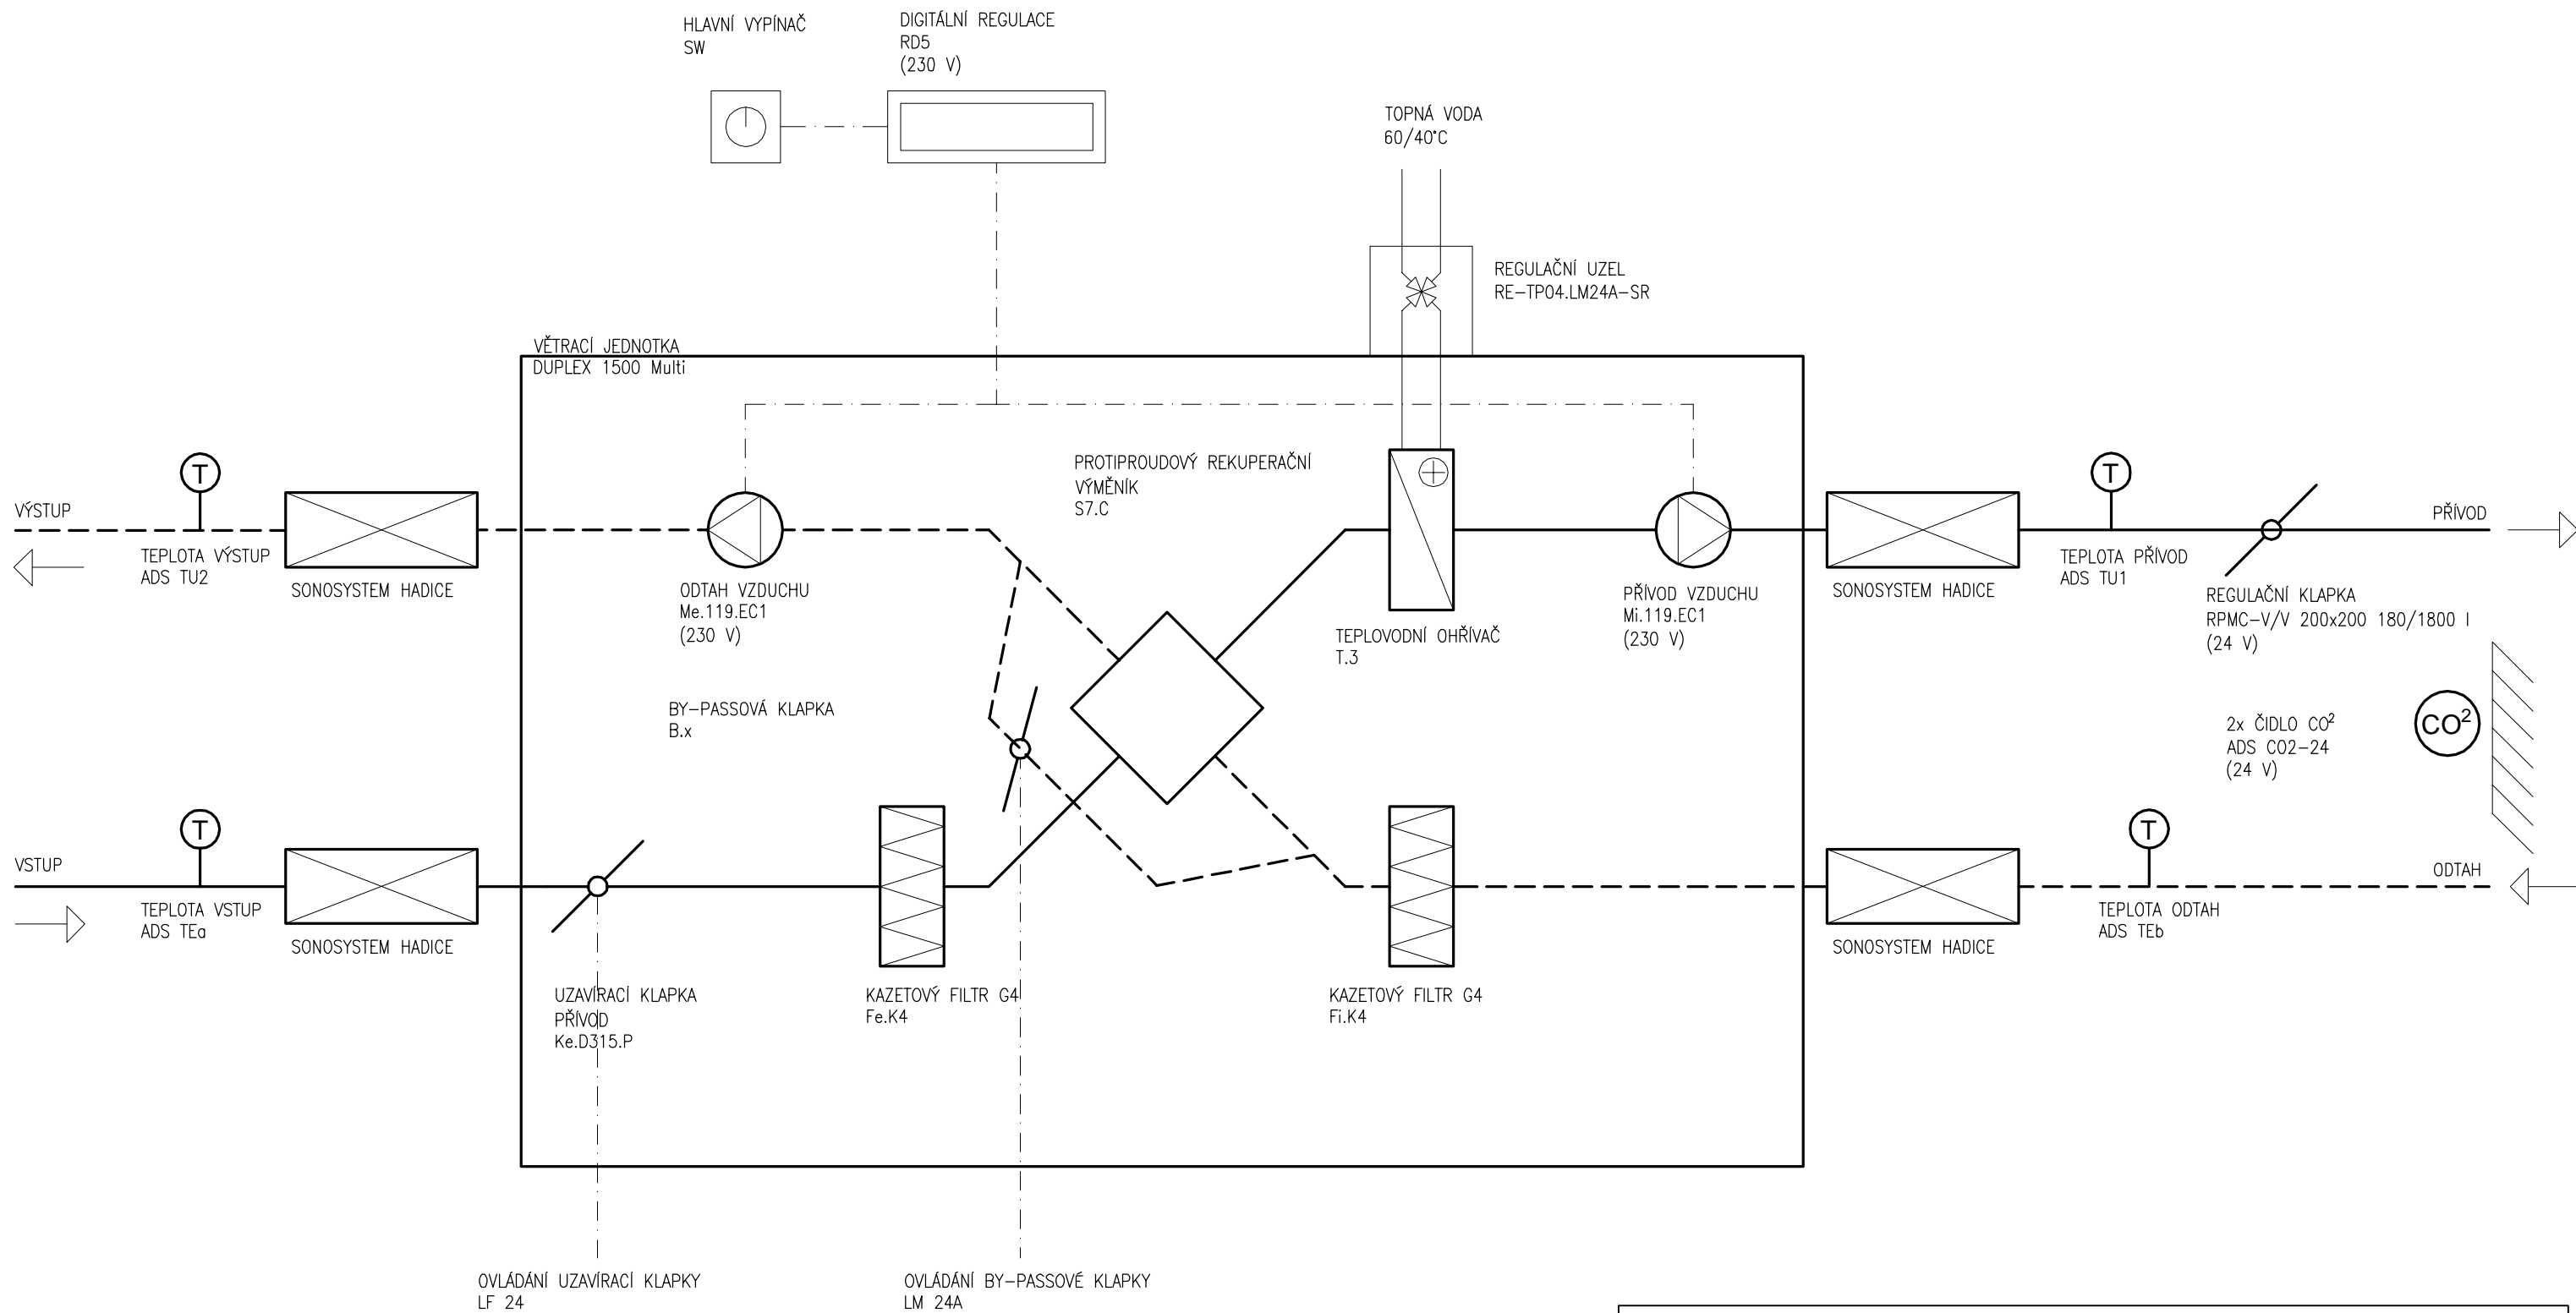 HLAVNÍ VYPÍNAČ
SW
DIGITÁLNÍ REGULACE
RD5
(230 V)
TOPNÁ VODA
60/40°C
REGULAČNÍ UZEL
RE-TPO4.LM24A-SR
VĚTRACÍ JEDNOTKA
DUPLEX 1500 Multi
PROTIPROUDOVÝ REKUPERAČNÍ
VÝMĚNÍK
S7.C
T
VÝSTUP
TEPLOTA VÝSTUP
ADS TU2
SONOSYSTEM HADICE
ODTAH VZDUCHU
Me.119.EC1
(230 V)
TEPLOVODNÍ OHŘÍVAČ
T.3
PŘÍVOD VZDUCHU
Mi.119.EC1
(230 V)
SONOSYSTEM HADICE
T
TEPLOTA PŘÍVOD
ADS TU1
PŘÍVOD
REGULAČNÍ KLAPKA
RPMC-V/V 200x200 180/1800 l
(24 V)
BY-PASSOVÁ KLAPKA
B.x
2x ČIDLO CO²
ADS CO2-24
(24 V)
CO²
T
VSTUP
TEPLOTA VSTUP
ADS TEa
SONOSYSTEM HADICE
UZAVÍRACÍ KLAPKA
PŘÍVOD
Ke.D315.P
KAZETOVÝ FILTR G4
Fe.K4
KAZETOVÝ FILTR G4
Fi.K4
SONOSYSTEM HADICE
T
TEPLOTA ODTAH
ADS TEb
ODTAH
OVLÁDÁNÍ UZAVÍRACÍ KLAPKY
LF 24
OVLÁDÁNÍ BY-PASSOVÉ KLAPKY
LM 24A